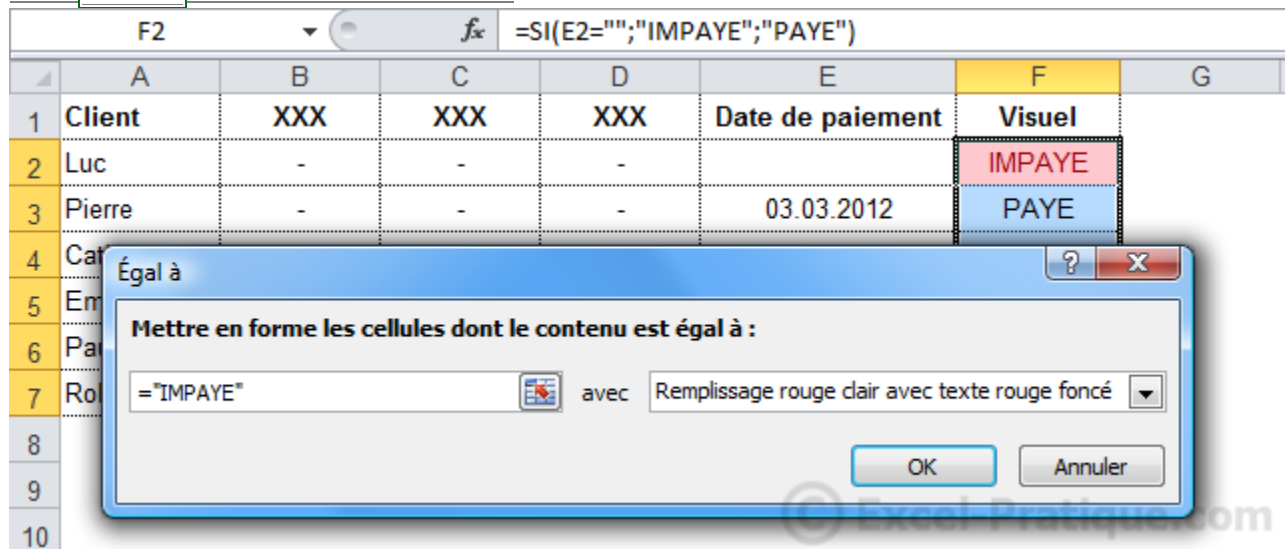 F2 fx =SI(E2="";"IMPAYE";"PAYE")
A B C D E F G
1 Client XXX XXX XXX Date de paiement Visuel
2 Luc - - - IMPAYE
3 Pierre - - - 03.03.2012 PAYE
4
Égal à ? X
5
Mettre en forme les cellules dont le contenu est égal à :
6
7 ="IMPAYE" avec Remplissage rouge clair avec texte rouge foncé
8
OK Annuler
9
© Excel-Pratique.com
10